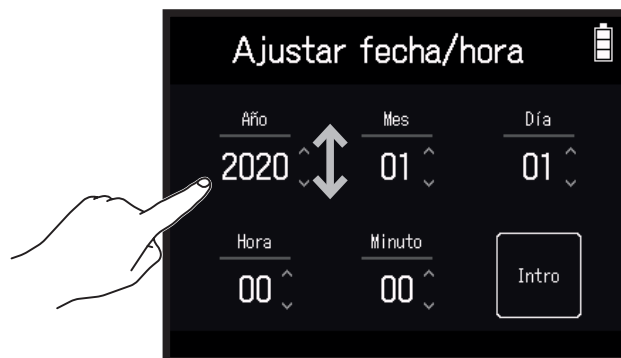 Ajustar fecha/hora
Año Mes Día
2020 01 01
Hora Minuto
00 00 Intro